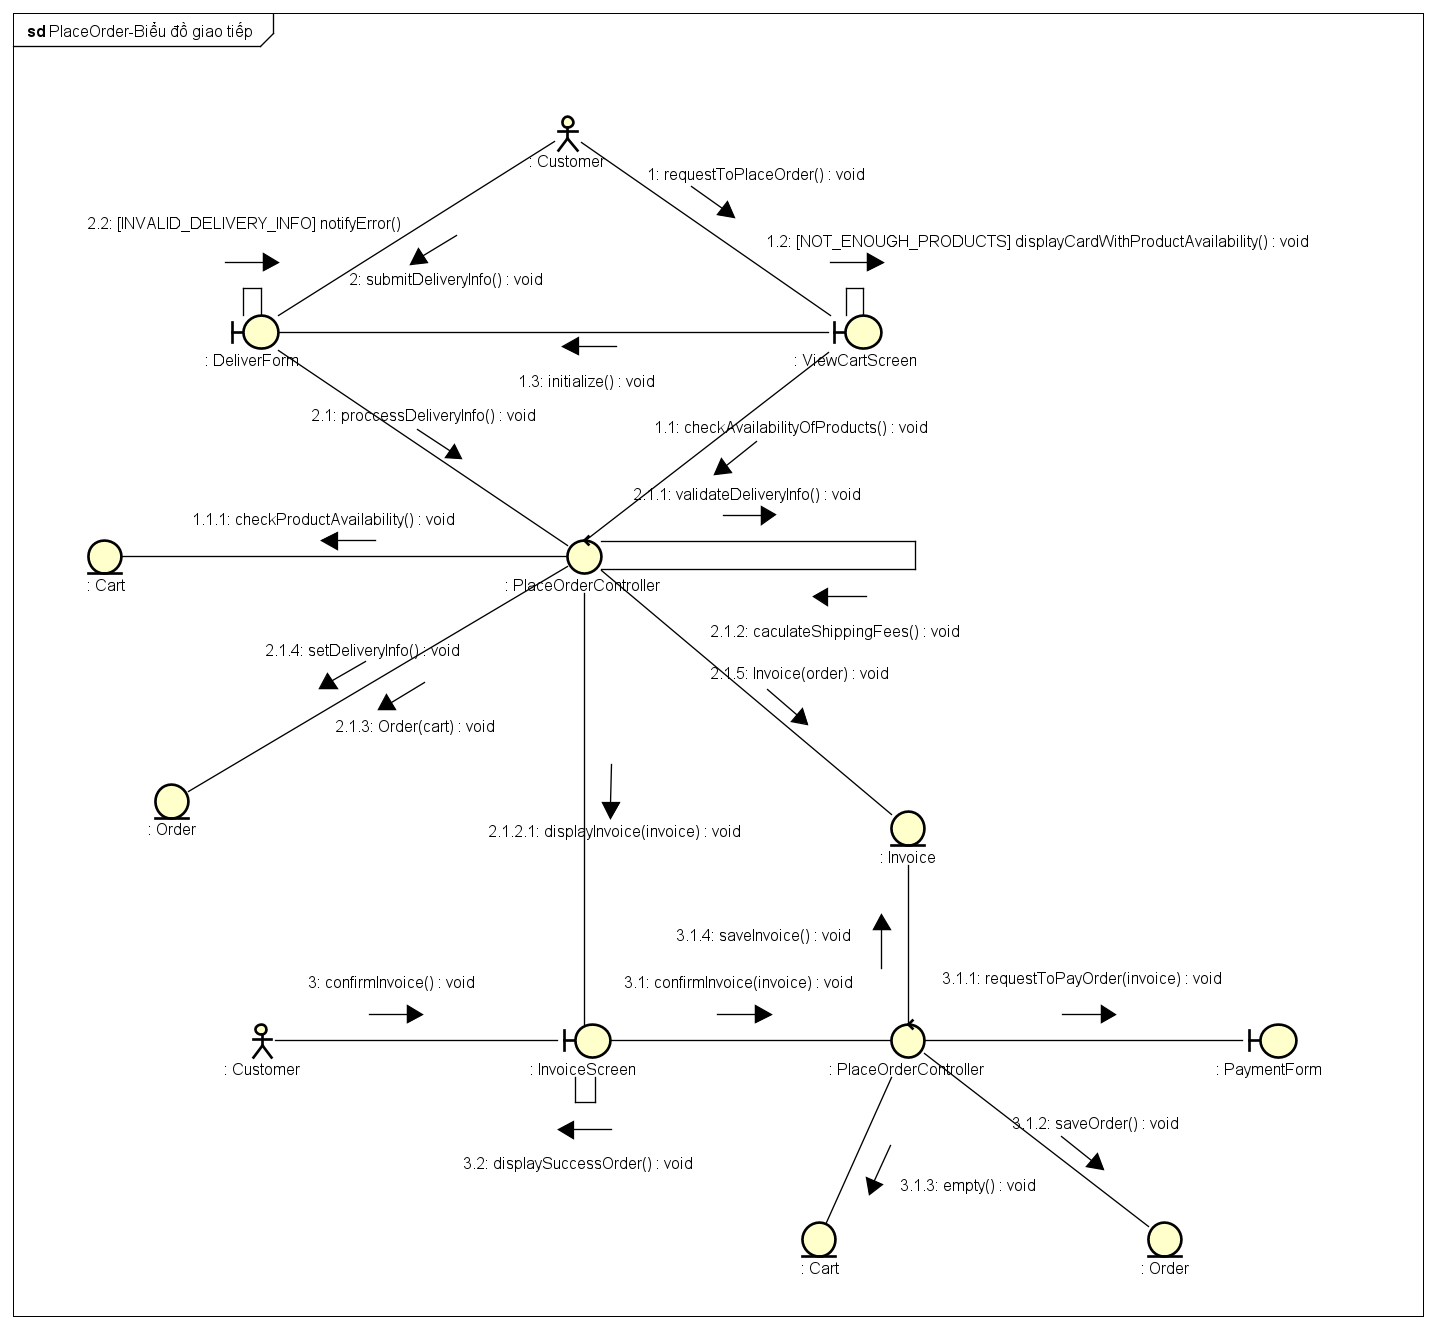 sd PlaceOrder-Biểu đồ giao tiếp
: Customer
1: requestToPlaceOrder() : void
2.2: [INVALID_DELIVERY_INFO] notifyError()
1.2: [NOT_ENOUGH_PRODUCTS] displayCardWithProductAvailability() : void
2: submitDeliveryInfo() : void
: DeliverForm
: ViewCartScreen
1.3: initialize() : void
2.1: proccessDeliveryInfo() : void
1.1: checkAvailabilityOfProducts() : void
2.1.1: validateDeliveryInfo() : void
1.1.1: checkProductAvailability() : void
: Cart
: PlaceOrderController
2.1.2: caculateShippingFees() : void
2.1.4: setDeliveryInfo() : void
2.1.5: Invoice(order) : void
2.1.3: Order(cart) : void
: Order
2.1.2.1: displayInvoice(invoice) : void
: Invoice
3.1.4: saveInvoice() : void
3: confirmInvoice() : void
3.1: confirmInvoice(invoice) : void
3.1.1: requestToPayOrder(invoice) : void
: Customer
: InvoiceScreen
: PlaceOrderController
: PaymentForm
3.1.2: saveOrder() : void
3.2: displaySuccessOrder() : void
3.1.3: empty() : void
: Cart
: Order